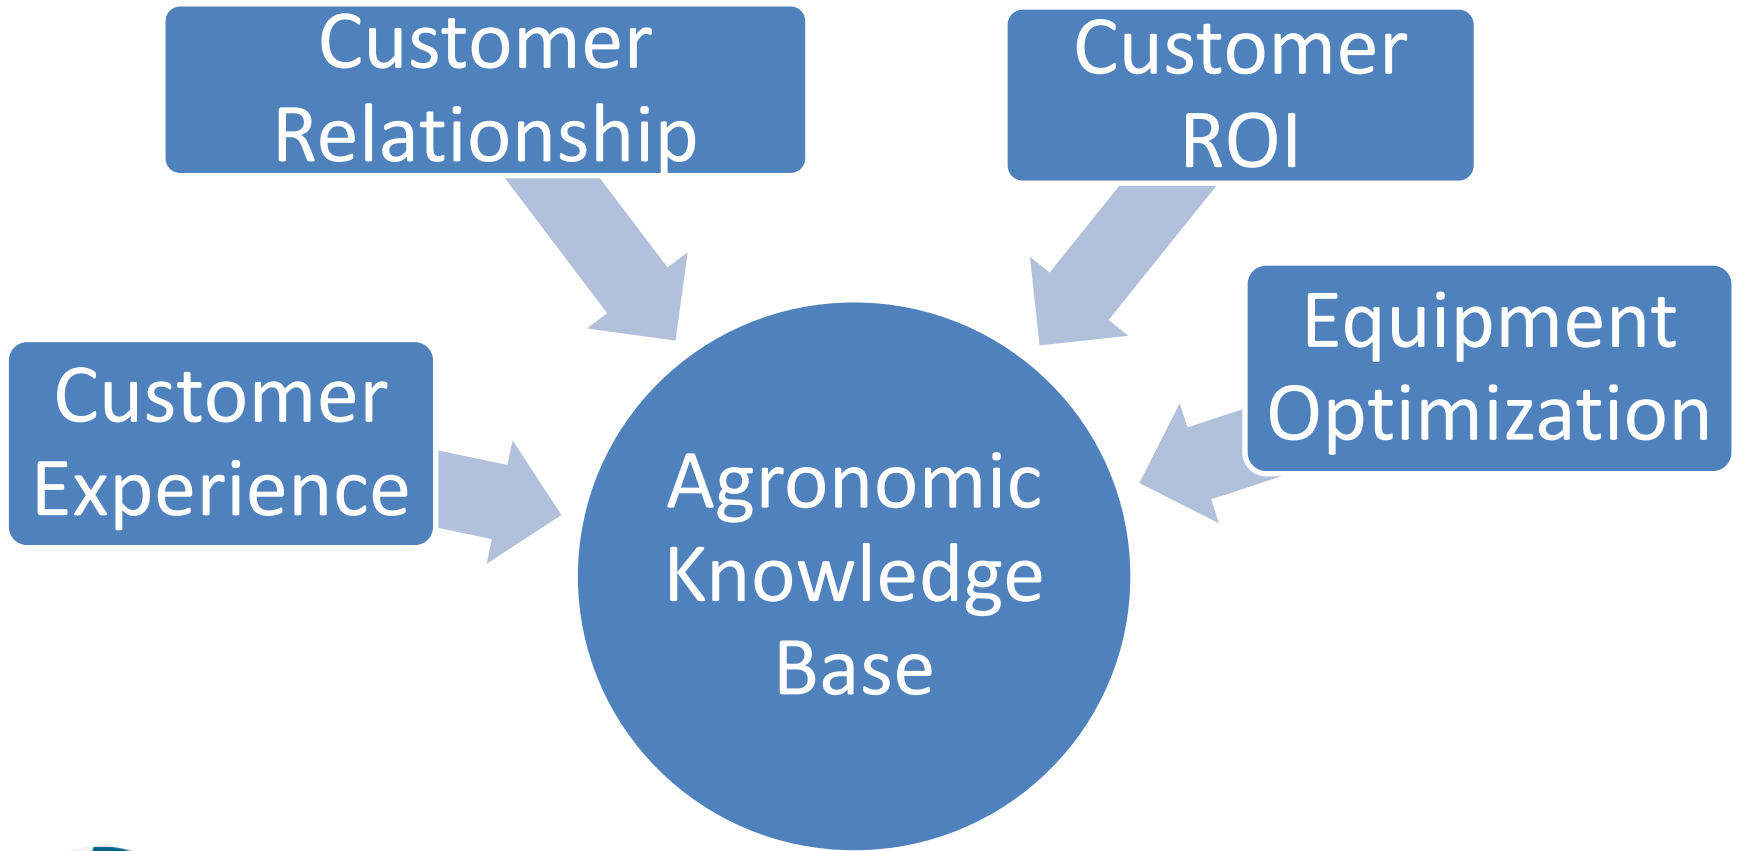 Customer
Relationship
Customer
ROI
Customer
Experience
Equipment
Optimization
Agronomic
Knowledge
Base